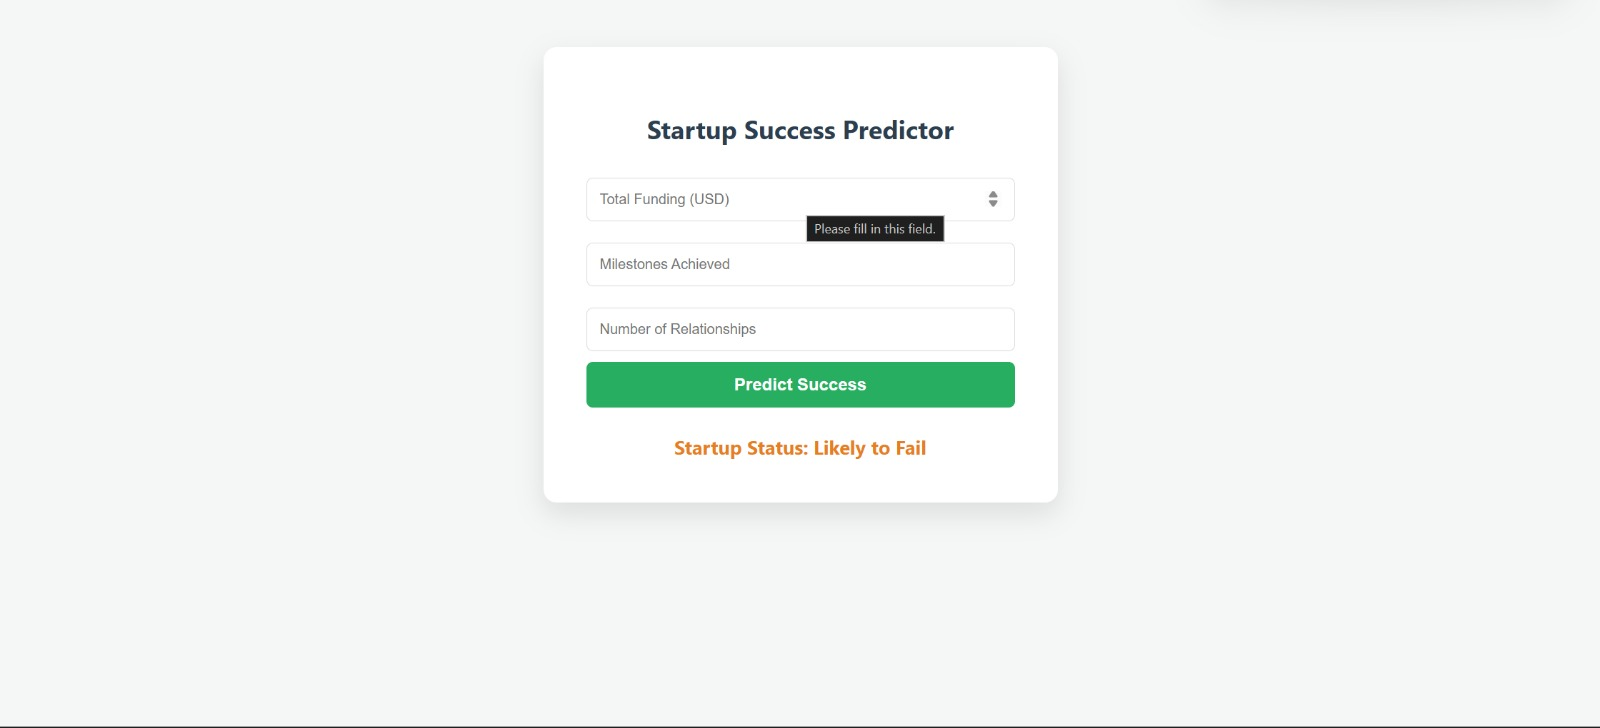 Startup Success Predictor
Total Funding (USD)
Please fill in this field.
Milestones Achieved
Number of Relationships
Predict Success
Startup Status: Likely to Fail